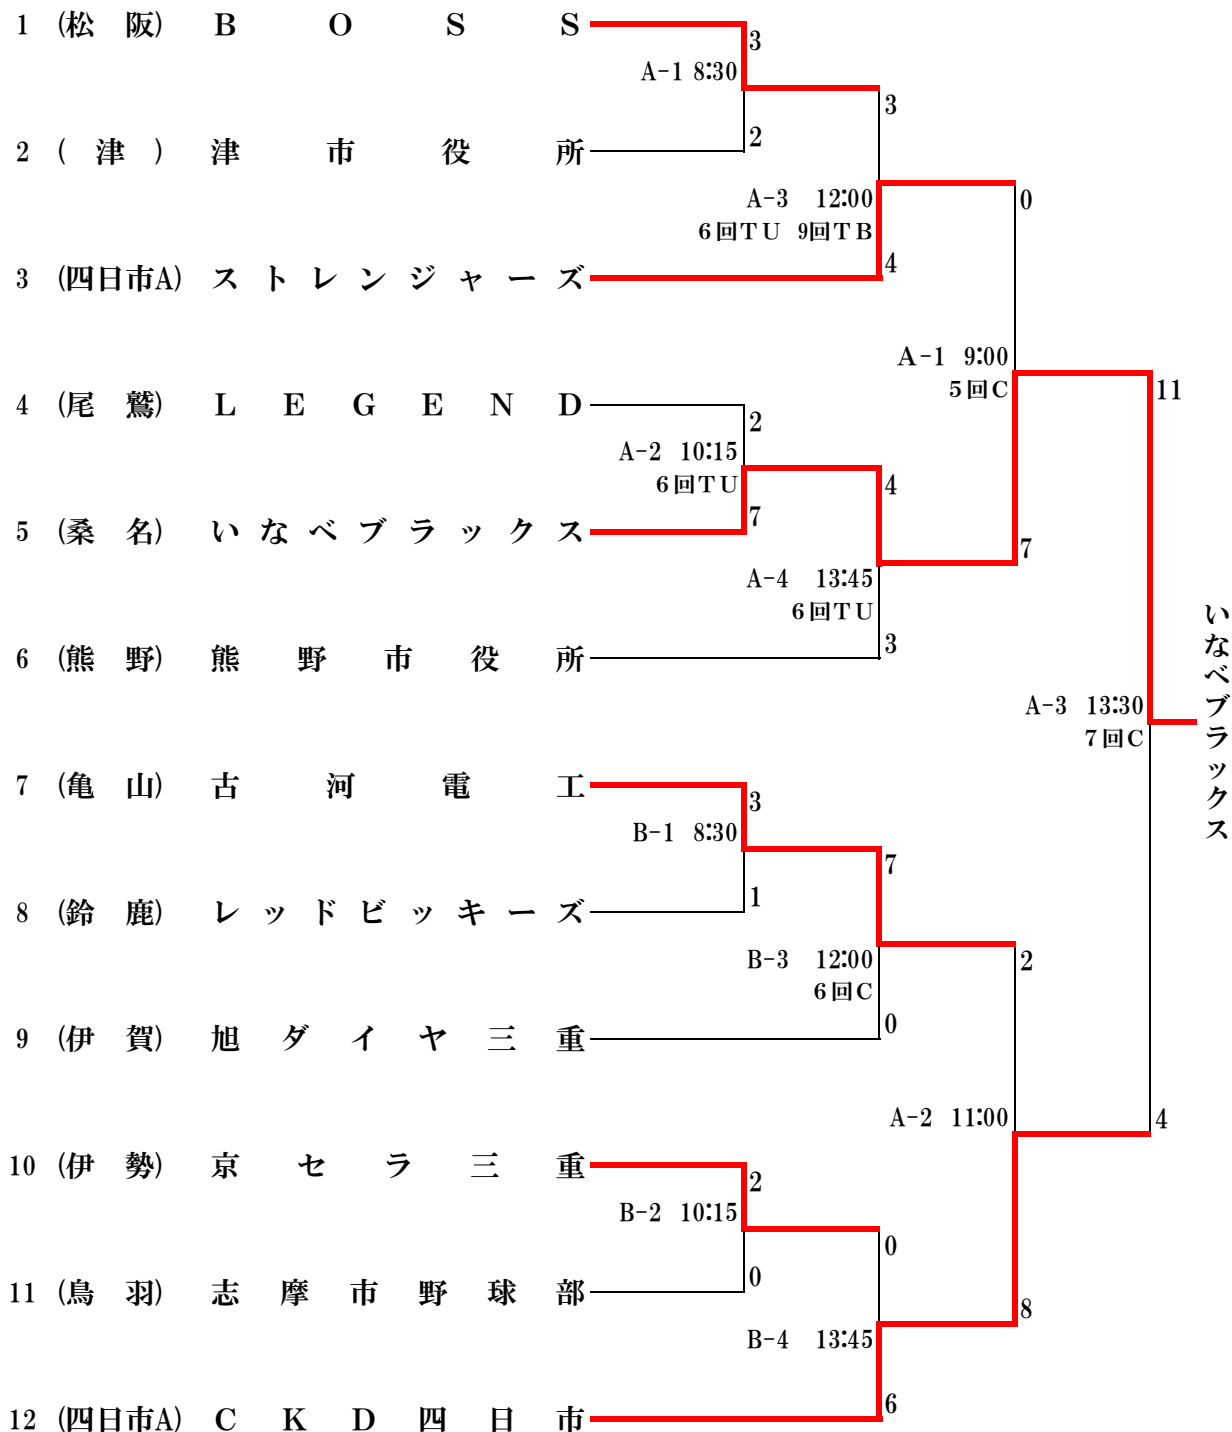 1 (松 阪) B O S S
3
A-1 8:30
3
2
2 ( 津 ) 津 市 役 所
A-3 12:00
0
6回TU 9回TB
4
3 (四日市A) ストレンジャーズ
A-1 9:00
5回C
11
4 (尾 鷲) L E G E N D
2
A-2 10:15
6回TU
4
7
5 (桑 名) いなべブラックス
7
A-4 13:45
6回TU
3
6 (熊 野) 熊 野 市 役 所
いなべブラックス
A-3 13:30
7回C
7 (亀 山) 古 河 電 工
3
B-1 8:30
7
1
8 (鈴 鹿) レッドビッキーズ
B-3 12:00
2
6回C
0
9 (伊 賀) 旭 ダ イ ヤ 三 重
A-2 11:00
4
10 (伊 勢) 京 セ ラ 三 重
2
B-2 10:15
0
0
11 (鳥 羽) 志 摩 市 野 球 部
8
B-4 13:45
6
12 (四日市A) C K D 四 日 市